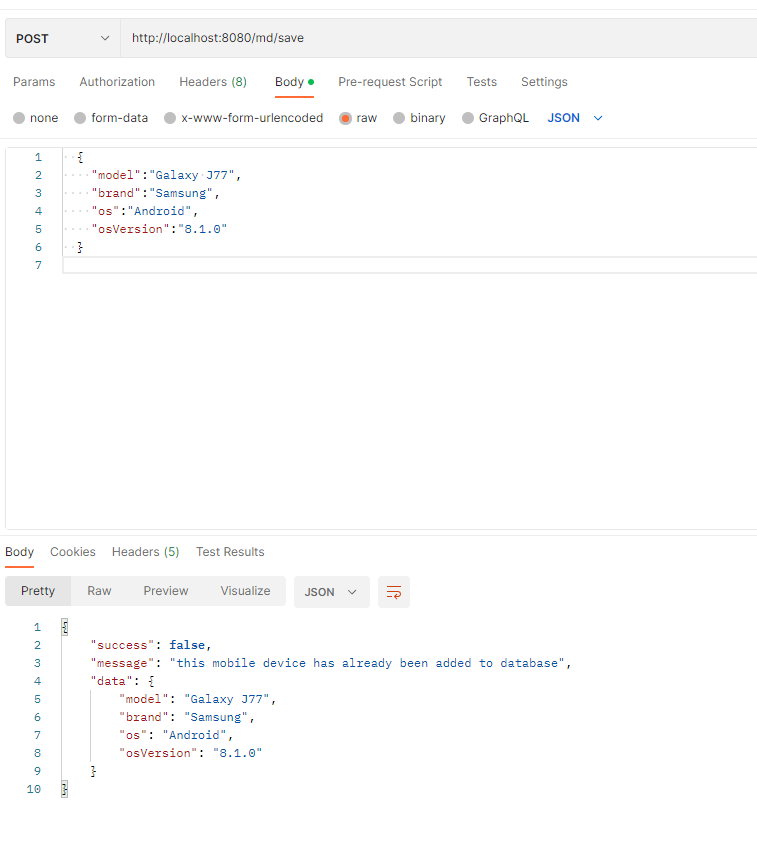 POST http://localhost:8080/md/save
Params Authorization Headers (8) Body Pre-request Script Tests Settings
none form-data x-www-form-urlencoded raw binary GraphQL JSON
1 {
2 "model":"Galaxy J77",
3 "brand":"Samsung",
4 "os":"Android",
5 "osVersion":"8.1.0"
6 }
7
Body Cookies Headers (5) Test Results
Pretty Raw Preview Visualize JSON
1 {
2 "success": false,
3 "message": "this mobile device has already been added to database",
4 "data": {
5 "model": "Galaxy J77",
6 "brand": "Samsung",
7 "os": "Android",
8 "osVersion": "8.1.0"
9 }
10 }